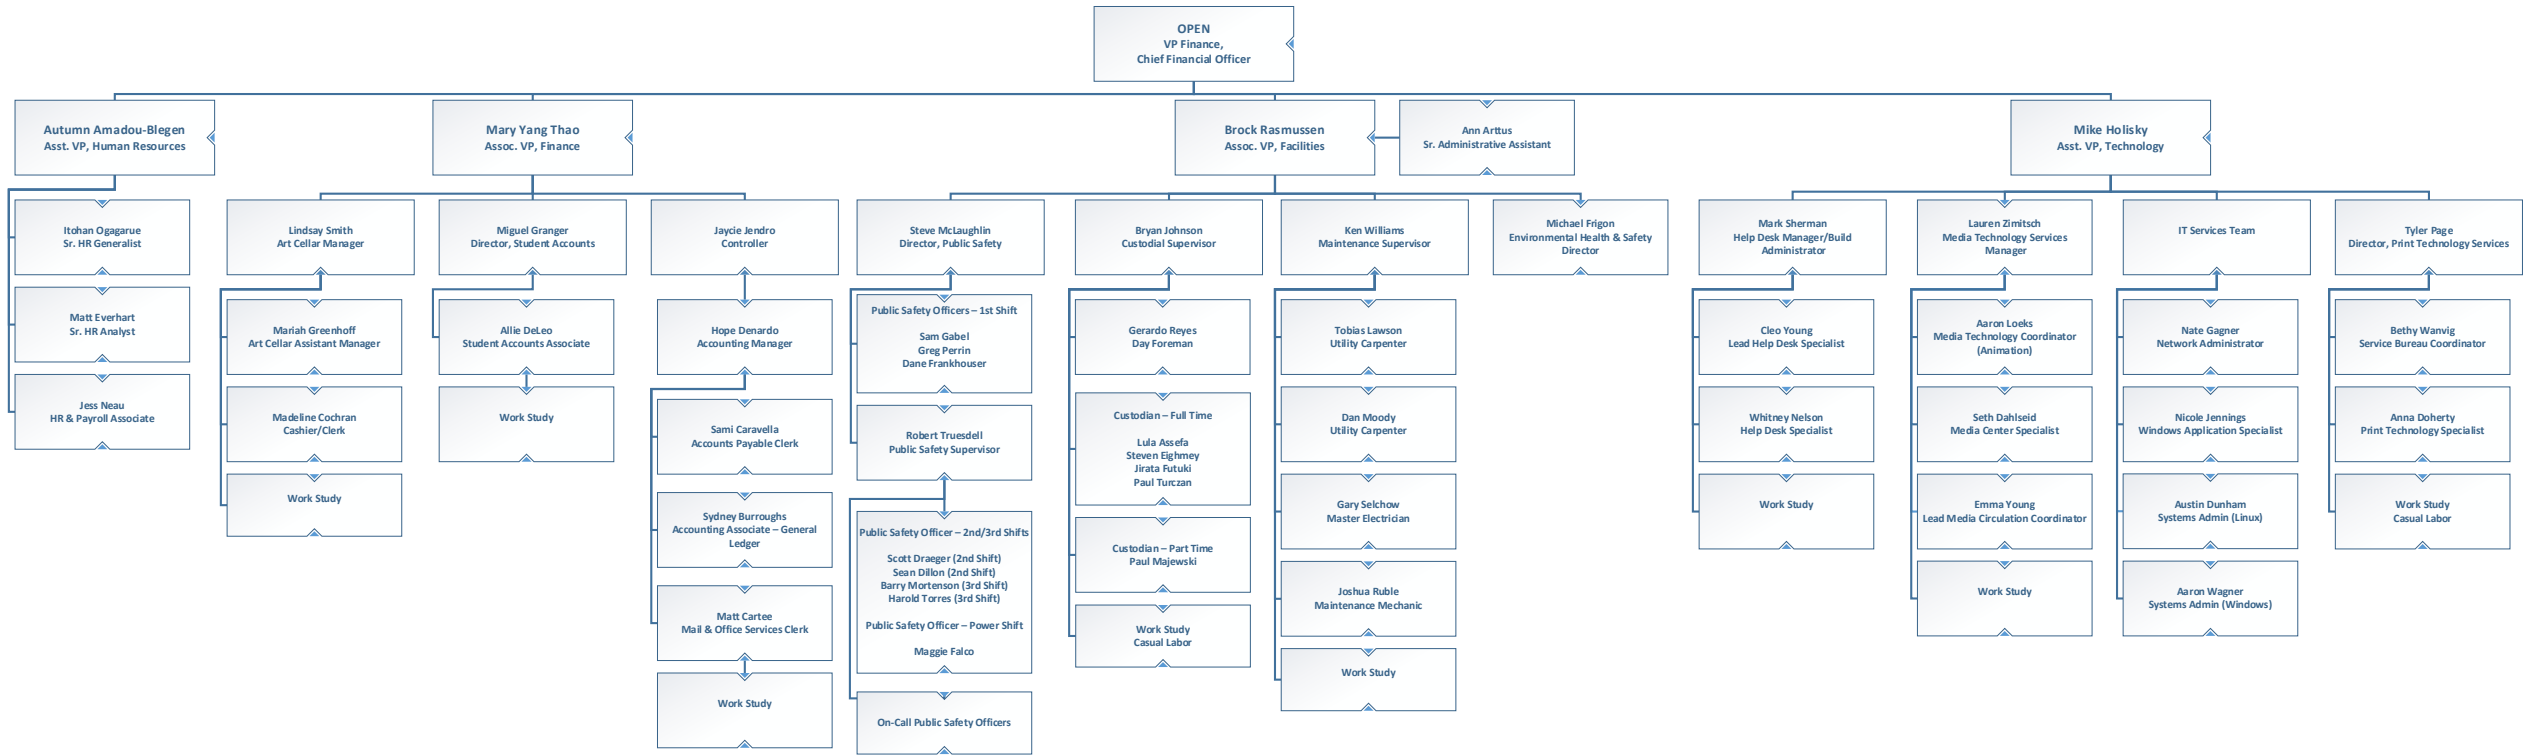 OPEN
VP Finance,
Chief Financial Officer
Autumn Amadou-Blegen
Asst. VP, Human Resources
Mary Yang Thao
Assoc. VP, Finance
Brock Rasmussen
Assoc. VP, Facilities
Ann Arttus
Sr. Administrative Assistant
Mike Holisky
Asst. VP, Technology
Itohan Ogagarue
Sr. HR Generalist
Matt Everhart
Sr. HR Analyst
Jess Neau
HR & Payroll Associate
Lindsay Smith
Art Cellar Manager
Mariah Greenhoff
Art Cellar Assistant Manager
Madeline Cochran
Cashier/Clerk
Work Study
Miguel Granger
Director, Student Accounts
Allie DeLeo
Student Accounts Associate
Work Study
Jaycie Jendro
Controller
Hope Denardo
Accounting Manager
Sami Caravella
Accounts Payable Clerk
Sydney Burroughs
Accounting Associate – General
Ledger
Matt Cartee
Mail & Office Services Clerk
Work Study
Steve McLaughlin
Director, Public Safety
Public Safety Officers – 1st Shift
Sam Gabel
Greg Perrin
Dane Frankhouser
Robert Truesdell
Public Safety Supervisor
Public Safety Officer – 2nd/3rd Shifts
Scott Draeger (2nd Shift)
Sean Dillon (2nd Shift)
Barry Mortenson (3rd Shift)
Harold Torres (3rd Shift)
Public Safety Officer – Power Shift
Maggie Falco
On-Call Public Safety Officers
Bryan Johnson
Custodial Supervisor
Gerardo Reyes
Day Foreman
Custodian – Full Time
Lula Assefa
Steven Eighmey
Jirata Futuki
Paul Turczan
Custodian – Part Time
Paul Majewski
Work Study
Casual Labor
Ken Williams
Maintenance Supervisor
Tobias Lawson
Utility Carpenter
Dan Moody
Utility Carpenter
Gary Selchow
Master Electrician
Joshua Ruble
Maintenance Mechanic
Work Study
Michael Frigon
Environmental Health & Safety
Director
Mark Sherman
Help Desk Manager/Build
Administrator
Cleo Young
Lead Help Desk Specialist
Whitney Nelson
Help Desk Specialist
Work Study
Lauren Zimitsch
Media Technology Services
Manager
Aaron Loeks
Media Technology Coordinator
(Animation)
Seth Dahlseid
Media Center Specialist
Emma Young
Lead Media Circulation Coordinator
Work Study
IT Services Team
Nate Gagner
Network Administrator
Nicole Jennings
Windows Application Specialist
Austin Dunham
Systems Admin (Linux)
Aaron Wagner
Systems Admin (Windows)
Tyler Page
Director, Print Technology Services
Bethy Wanvig
Service Bureau Coordinator
Anna Doherty
Print Technology Specialist
Work Study
Casual Labor